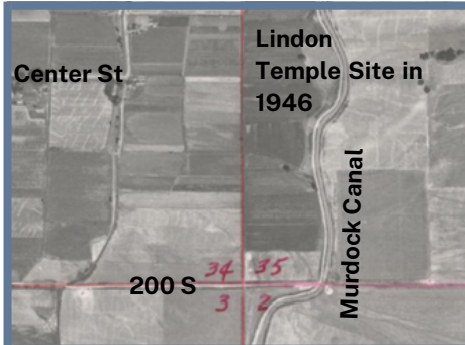 Center St
Lindon
Temple Site in
1946
Murdock Canal
200 S
34 35
3 2